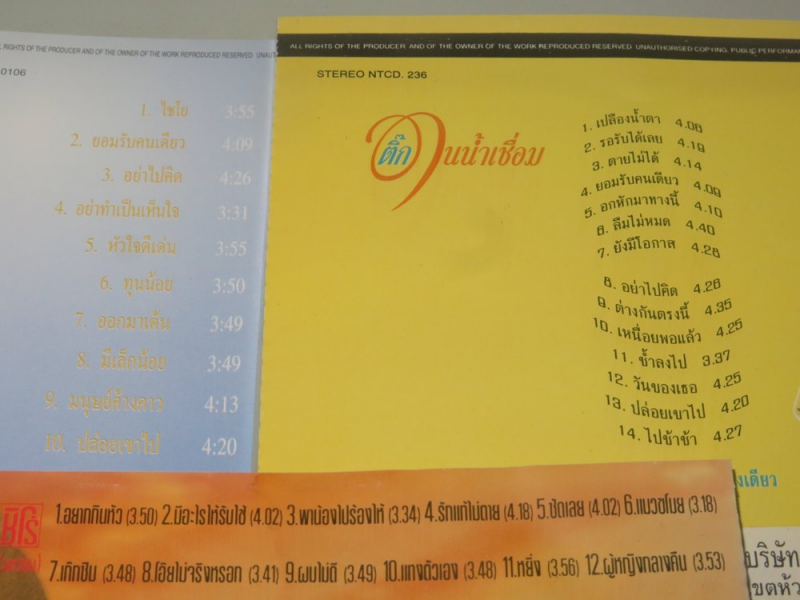 ALL RIGHTS OF THE PRODUCER AND OF THE OWNER OF THE WORK REPRODUCED RESERVED. UNAUT
0106
1. ไชโย 3:55
2. ยอมรับคนเดียว 4:09
3. อย่าไปคิด 4:26
4. อย่าทำเป็นเห็นใจ 3:31
5. หัวใจดีเด่น 3:55
6. ทุนน้อย 3:50
7. ออกมาเต้น 3:49
8. มีเล็กน้อย 3:49
9. มนุษย์ค้างคาว 4:13
10. ปล่อยเขาไป 4:20
ALL RIGHTS OF THE PRODUCER AND OF THE OWNER OF THE WORK REPRODUCED RESERVED. UNAUTHORISED COPYING, PUBLIC PERFORMA
STEREO NTCD. 236
ติ๊ก
1. เปลืองน้ำตา 4.06
2. รอรับได้เลย 4.19
3. ตายไม่ได้ 4.14
4. ยอมรับคนเดียว 4.09
5. อกหักมาทางนี้ 4.10
6. ลืมไม่หมด 4.40
7. ยังมีโอกาส 4.26
8. อย่าไปคิด 4.26
9. ต่างกันตรงนี้ 4.35
10. เหนื่อยพอแล้ว 4.25
11. ช้ำลงไป 3.37
12. วันของเธอ 4.25
13. ปล่อยเขาไป 4.20
14. ไปข้าข้า 4.27
งเดียว
1.อยากกินหัว (3.50) 2.มีอะไรให้รับใช้ (4.02) 3.พาน้องไปร้องไห้ (3.34) 4.รักแท้ไม่ตาย (4.18) 5.ซัดเลย (4.02) 6.แมวขโมย (3.18)
7.เก๊กซิม (3.48) 8.โอ๊ยไม่จริงหรอก (3.41) 9.ผมไม่ดี (3.49) 10.แทงตัวเอง (3.48) 11.หยิ่ง (3.56) 12.ผู้หญิงกลางคืน (3.53)
บริษัท
ขตห้ว